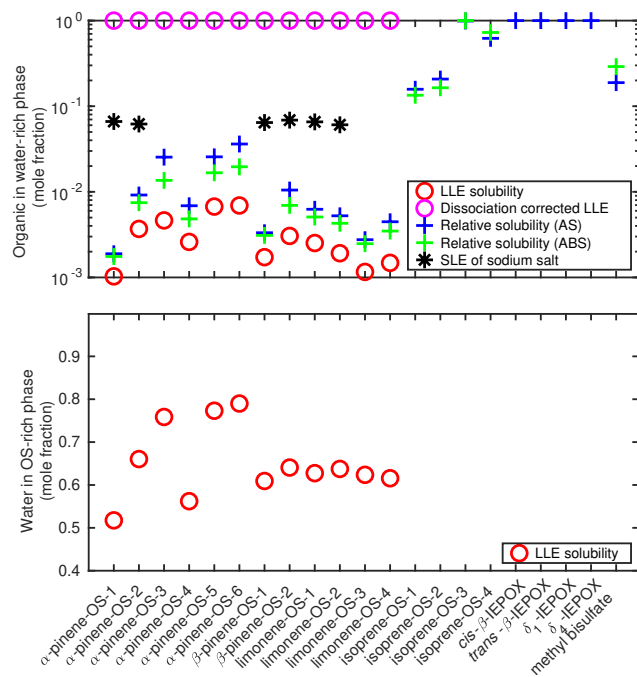 Organic in water-rich phase
(mole fraction)
10^0
10^-1
10^-2
10^-3
LLE solubility
Dissociation corrected LLE
Relative solubility (AS)
Relative solubility (ABS)
SLE of sodium salt
Water in OS-rich phase
(mole fraction)
0.9
0.8
0.7
0.6
0.5
0.4
LLE solubility
α-pinene-OS-1
α-pinene-OS-2
α-pinene-OS-3
α-pinene-OS-4
α-pinene-OS-5
α-pinene-OS-6
β-pinene-OS-1
β-pinene-OS-2
limonene-OS-1
limonene-OS-2
limonene-OS-3
limonene-OS-4
isoprene-OS-1
isoprene-OS-2
isoprene-OS-3
isoprene-OS-4
cis-β-IEPOX
trans-β-IEPOX
δ₁-IEPOX
δ₄-IEPOX
methyl bisulfate